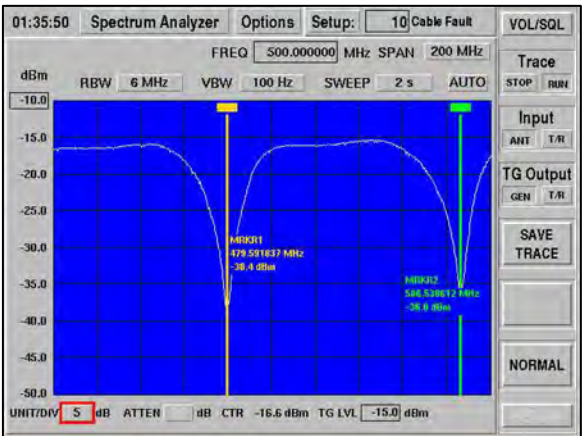 01:35:50 Spectrum Analyzer Options Setup: 10 Cable Fault VOL/SQL
FREQ 500.000000 MHz SPAN 200 MHz
dBm RBW 6 MHz VBW 100 Hz SWEEP 2 s AUTO
Trace
STOP RUN
Input
ANT T/R
TG Output
GEN T/R
SAVE
TRACE
NORMAL
-10.0
-15.0
-20.0
-25.0
-30.0
-35.0
-40.0
-45.0
-50.0
MRKR1
479.591837 MHz
-38.4 dBm
MRKR2
586.530612 MHz
dBm
UNIT/DIV 5 dB ATTEN dB CTR -16.6 dBm TG LVL -15.0 dBm